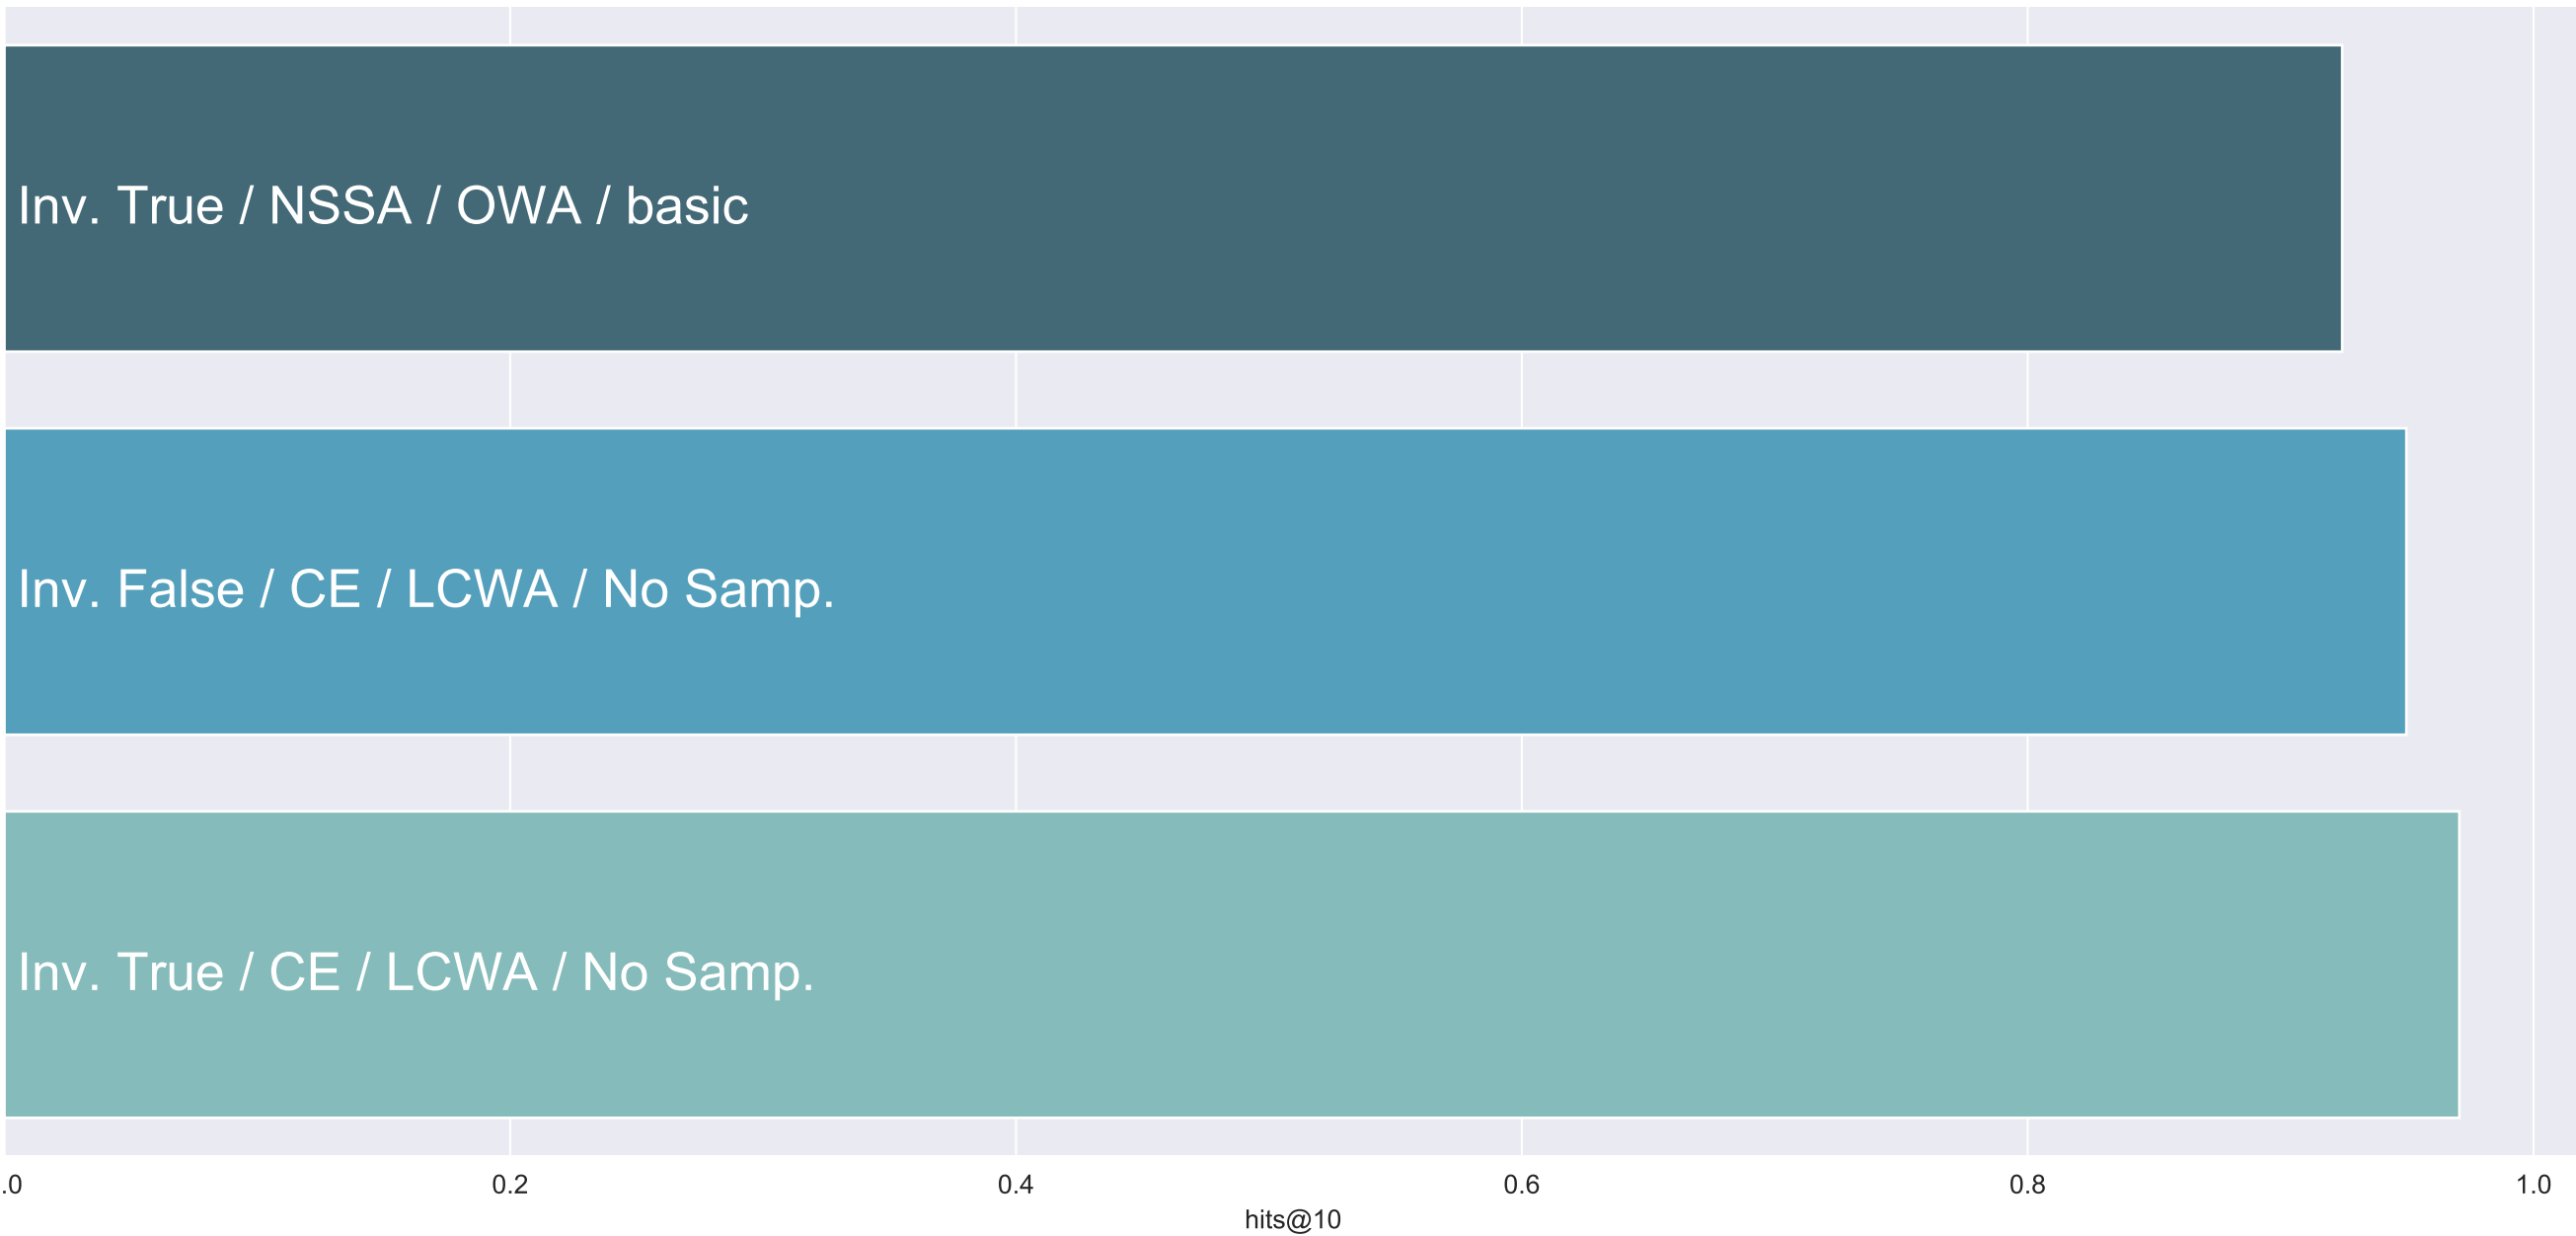 Inv. True / NSSA / OWA / basic
Inv. False / CE / LCWA / No Samp.
Inv. True / CE / LCWA / No Samp.
.0 0.2 0.4 0.6 0.8 1.0
hits@10